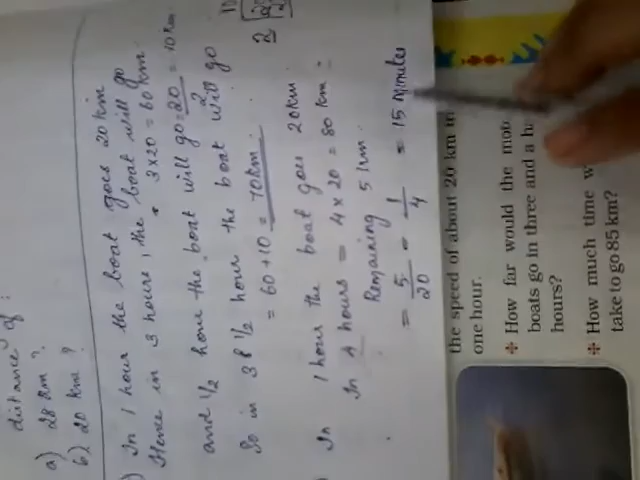 distance of :
a) 28 km ?
b) 20 km ?
In 1 hour the boat goes 20 km
Hence in 3 hours, the boat will go
= 3 x 20 = 60 km.
and 1/2 hour the boat will go = 20/2 = 10 km
So in 3 & 1/2 hour the boat will go
= 60 + 10 = 70 km.
In 1 hour the boat goes 20 km.
In 4 hours = 4 x 20 = 80 km =
Remaining 5 km.
= 5/20 = 1/4 = 15 minutes
the speed of about 20 km in
one hour.
❖ How far would the
boats go in three and a
hours?
❖ How much time
take to go 85 km?